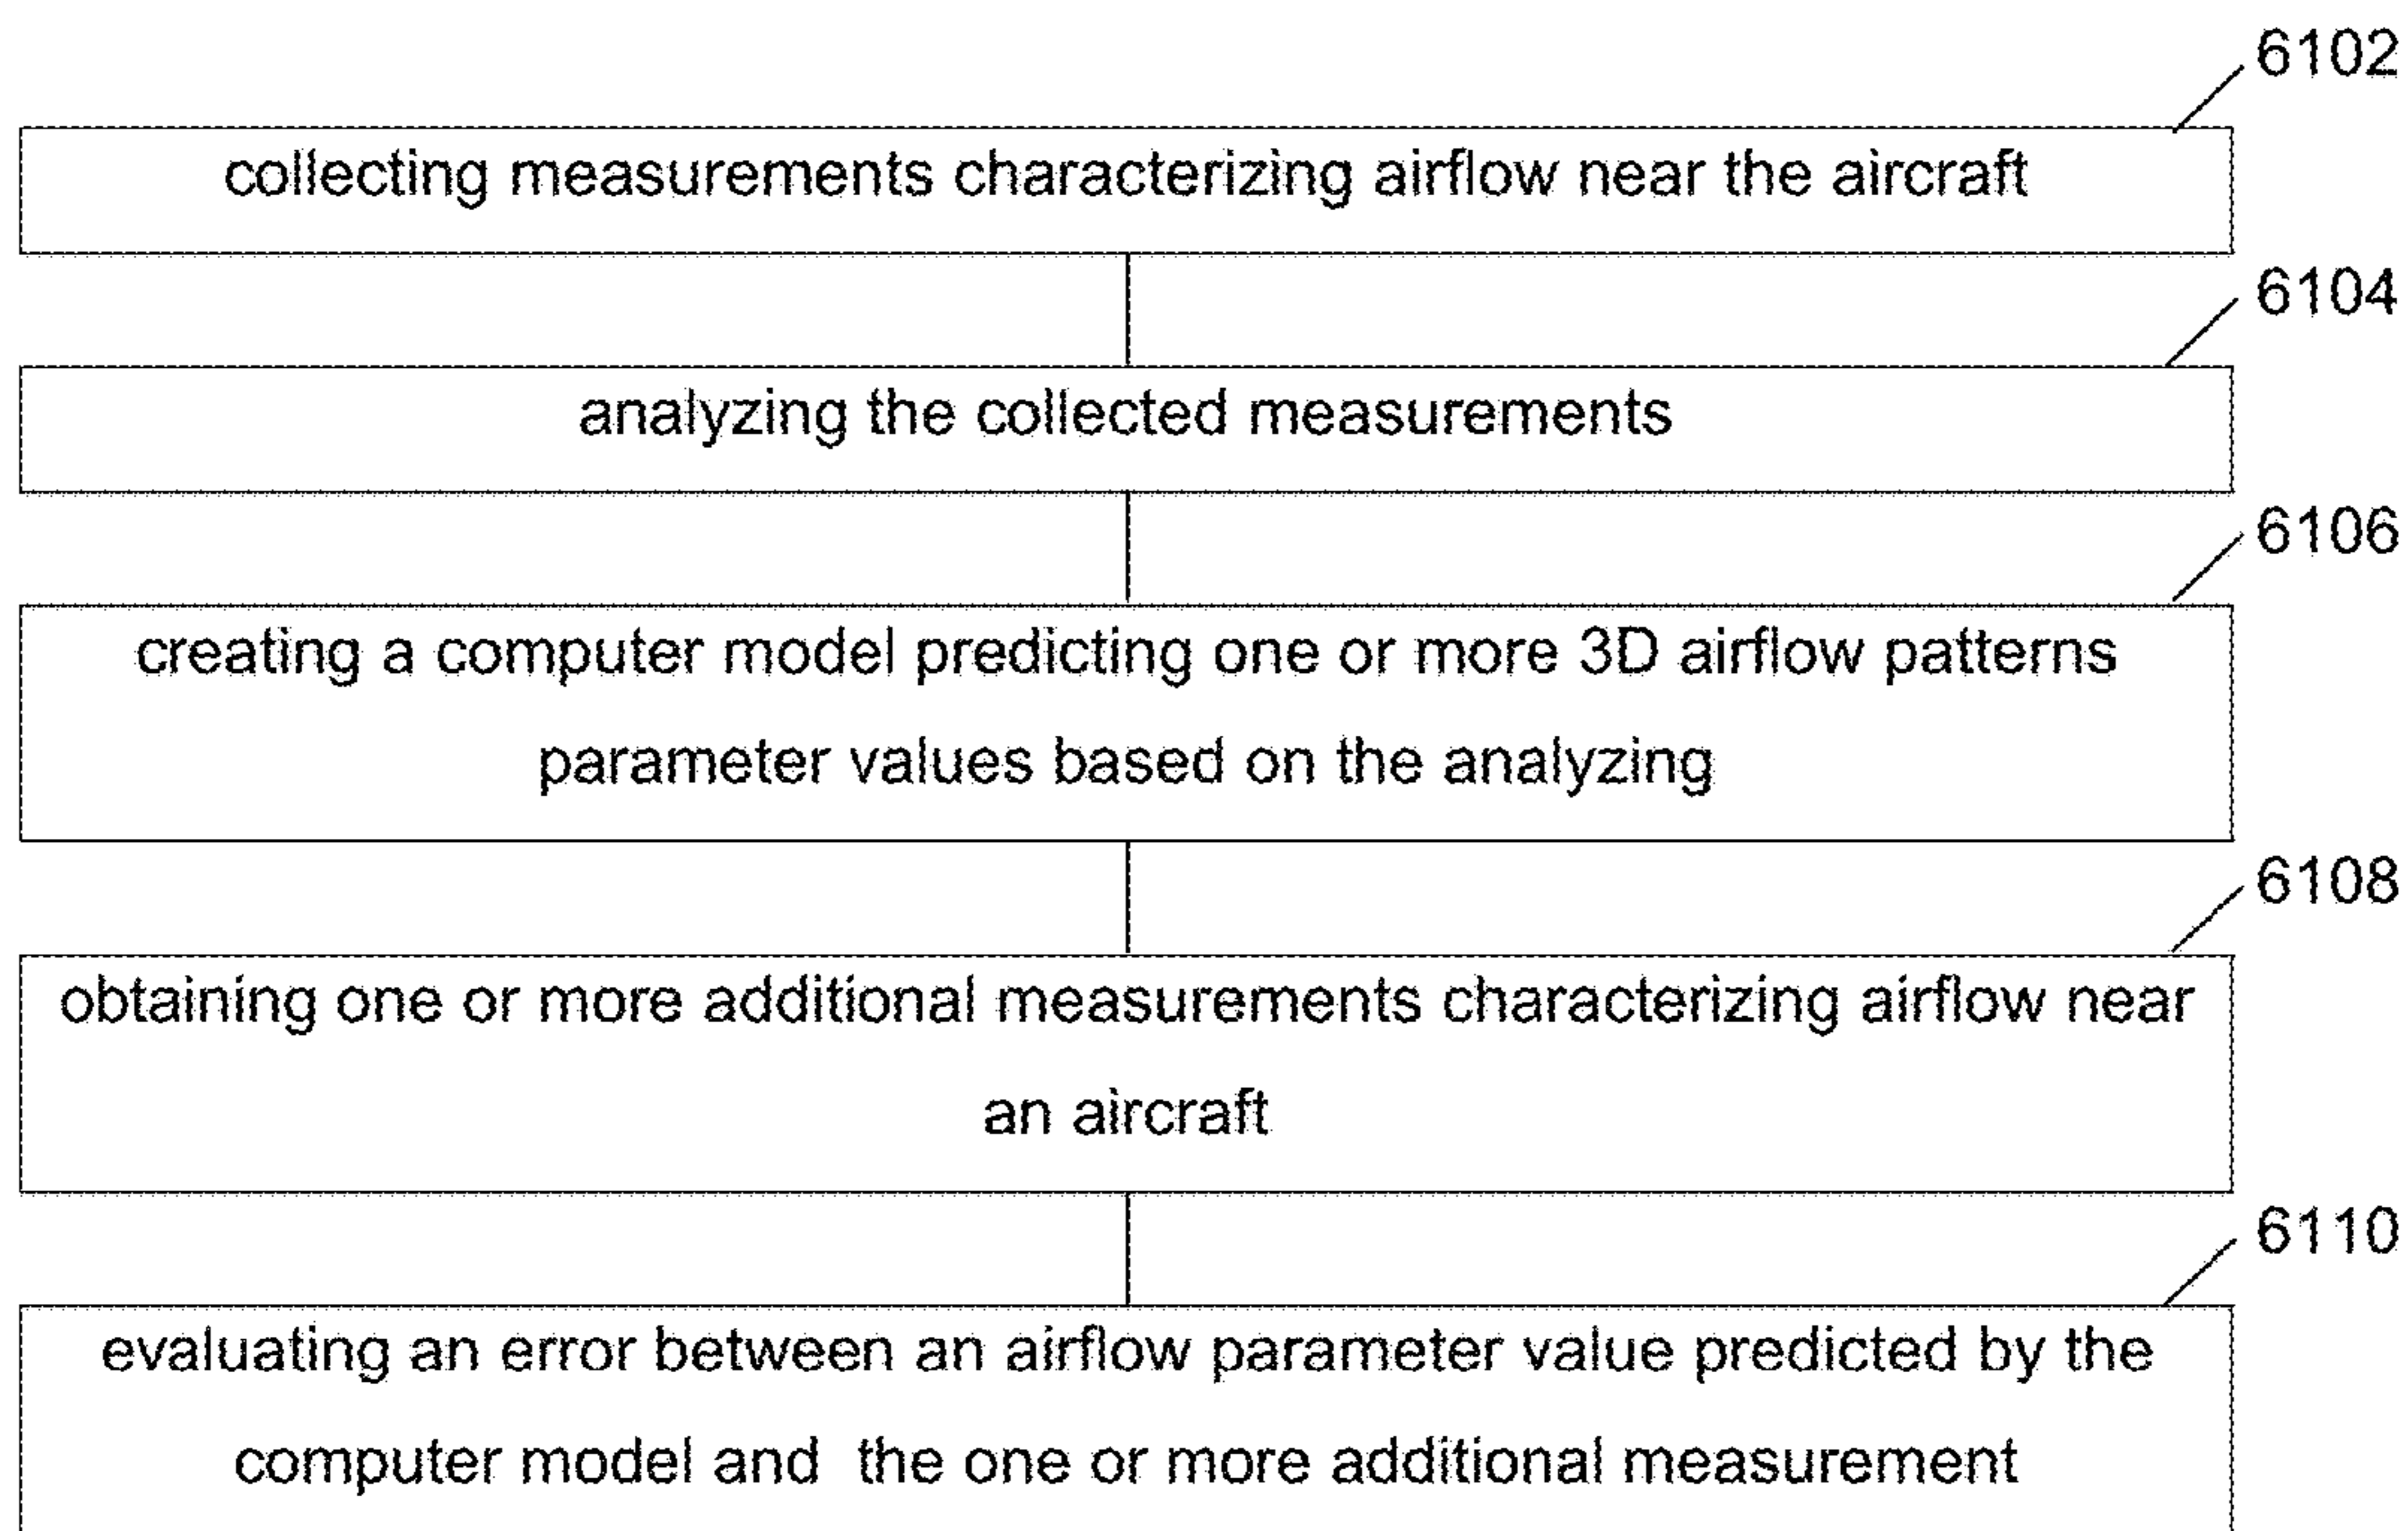 6102
collecting measurements characterizing airflow near the aircraft
6104
analyzing the collected measurements
6106
creating a computer model predicting one or more 3D airflow patterns
parameter values based on the analyzing
6108
obtaining one or more additional measurements characterizing airflow near
an aircraft
6110
evaluating an error between an airflow parameter value predicted by the
computer model and the one or more additional measurement